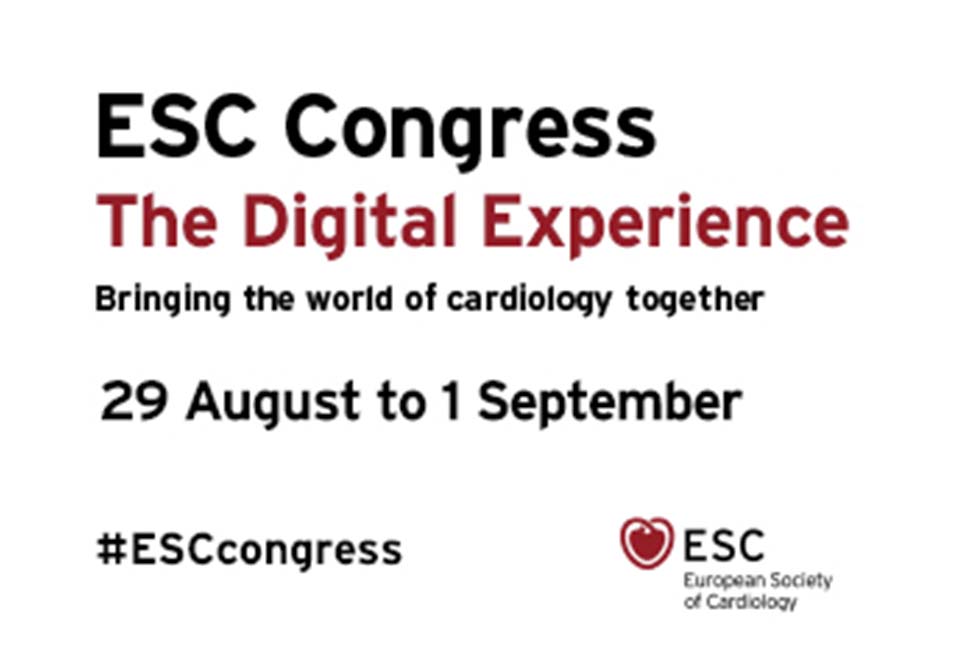 ESC Congress
The Digital Experience
Bringing the world of cardiology together
29 August to 1 September
#ESCcongress
ESC
European Society
of Cardiology